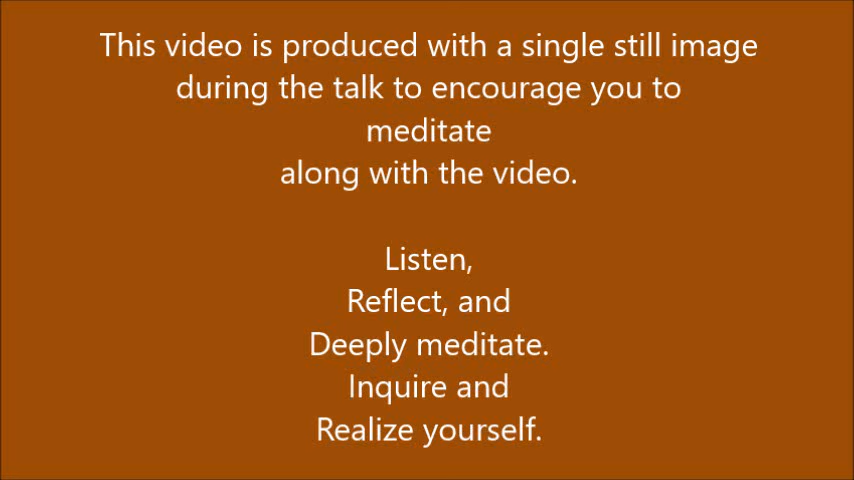 This video is produced with a single still image
during the talk to encourage you to
meditate
along with the video.
Listen,
Reflect, and
Deeply meditate.
Inquire and
Realize yourself.